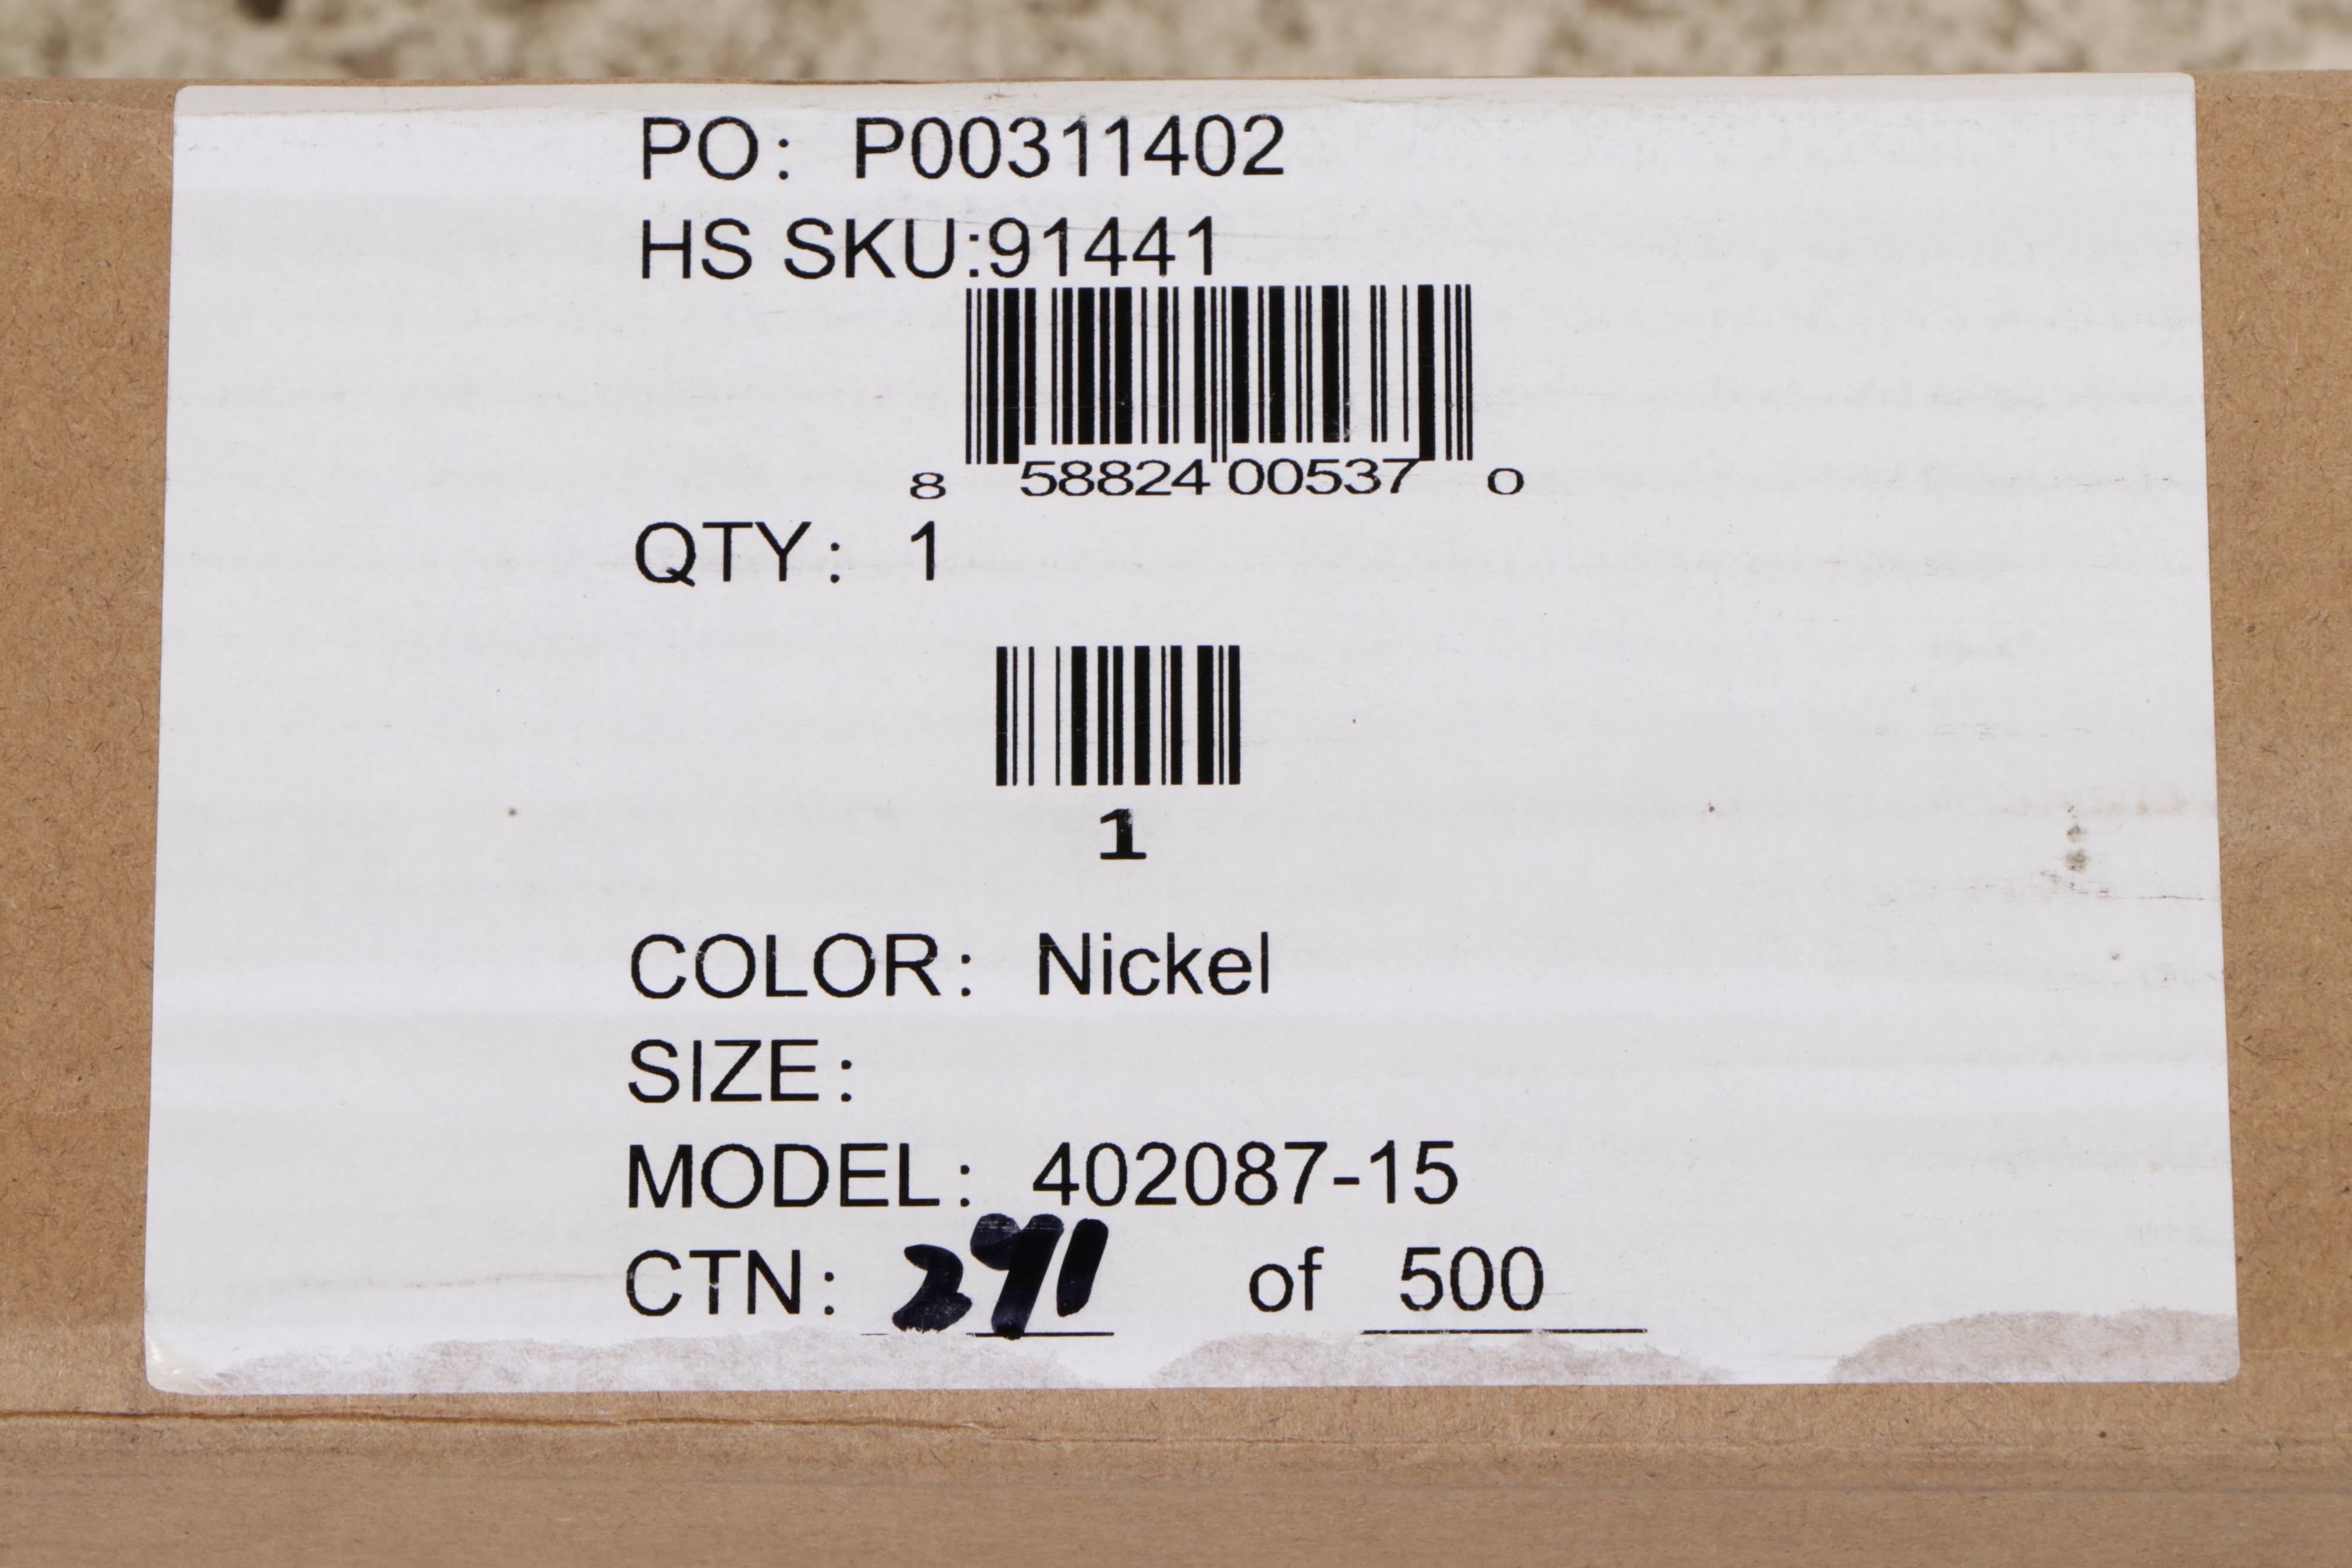 PO: P00311402
HS SKU:91441
8 58824 00537 0
QTY: 1
1
COLOR: Nickel
SIZE:
MODEL: 402087-15
CTN: 291 of 500